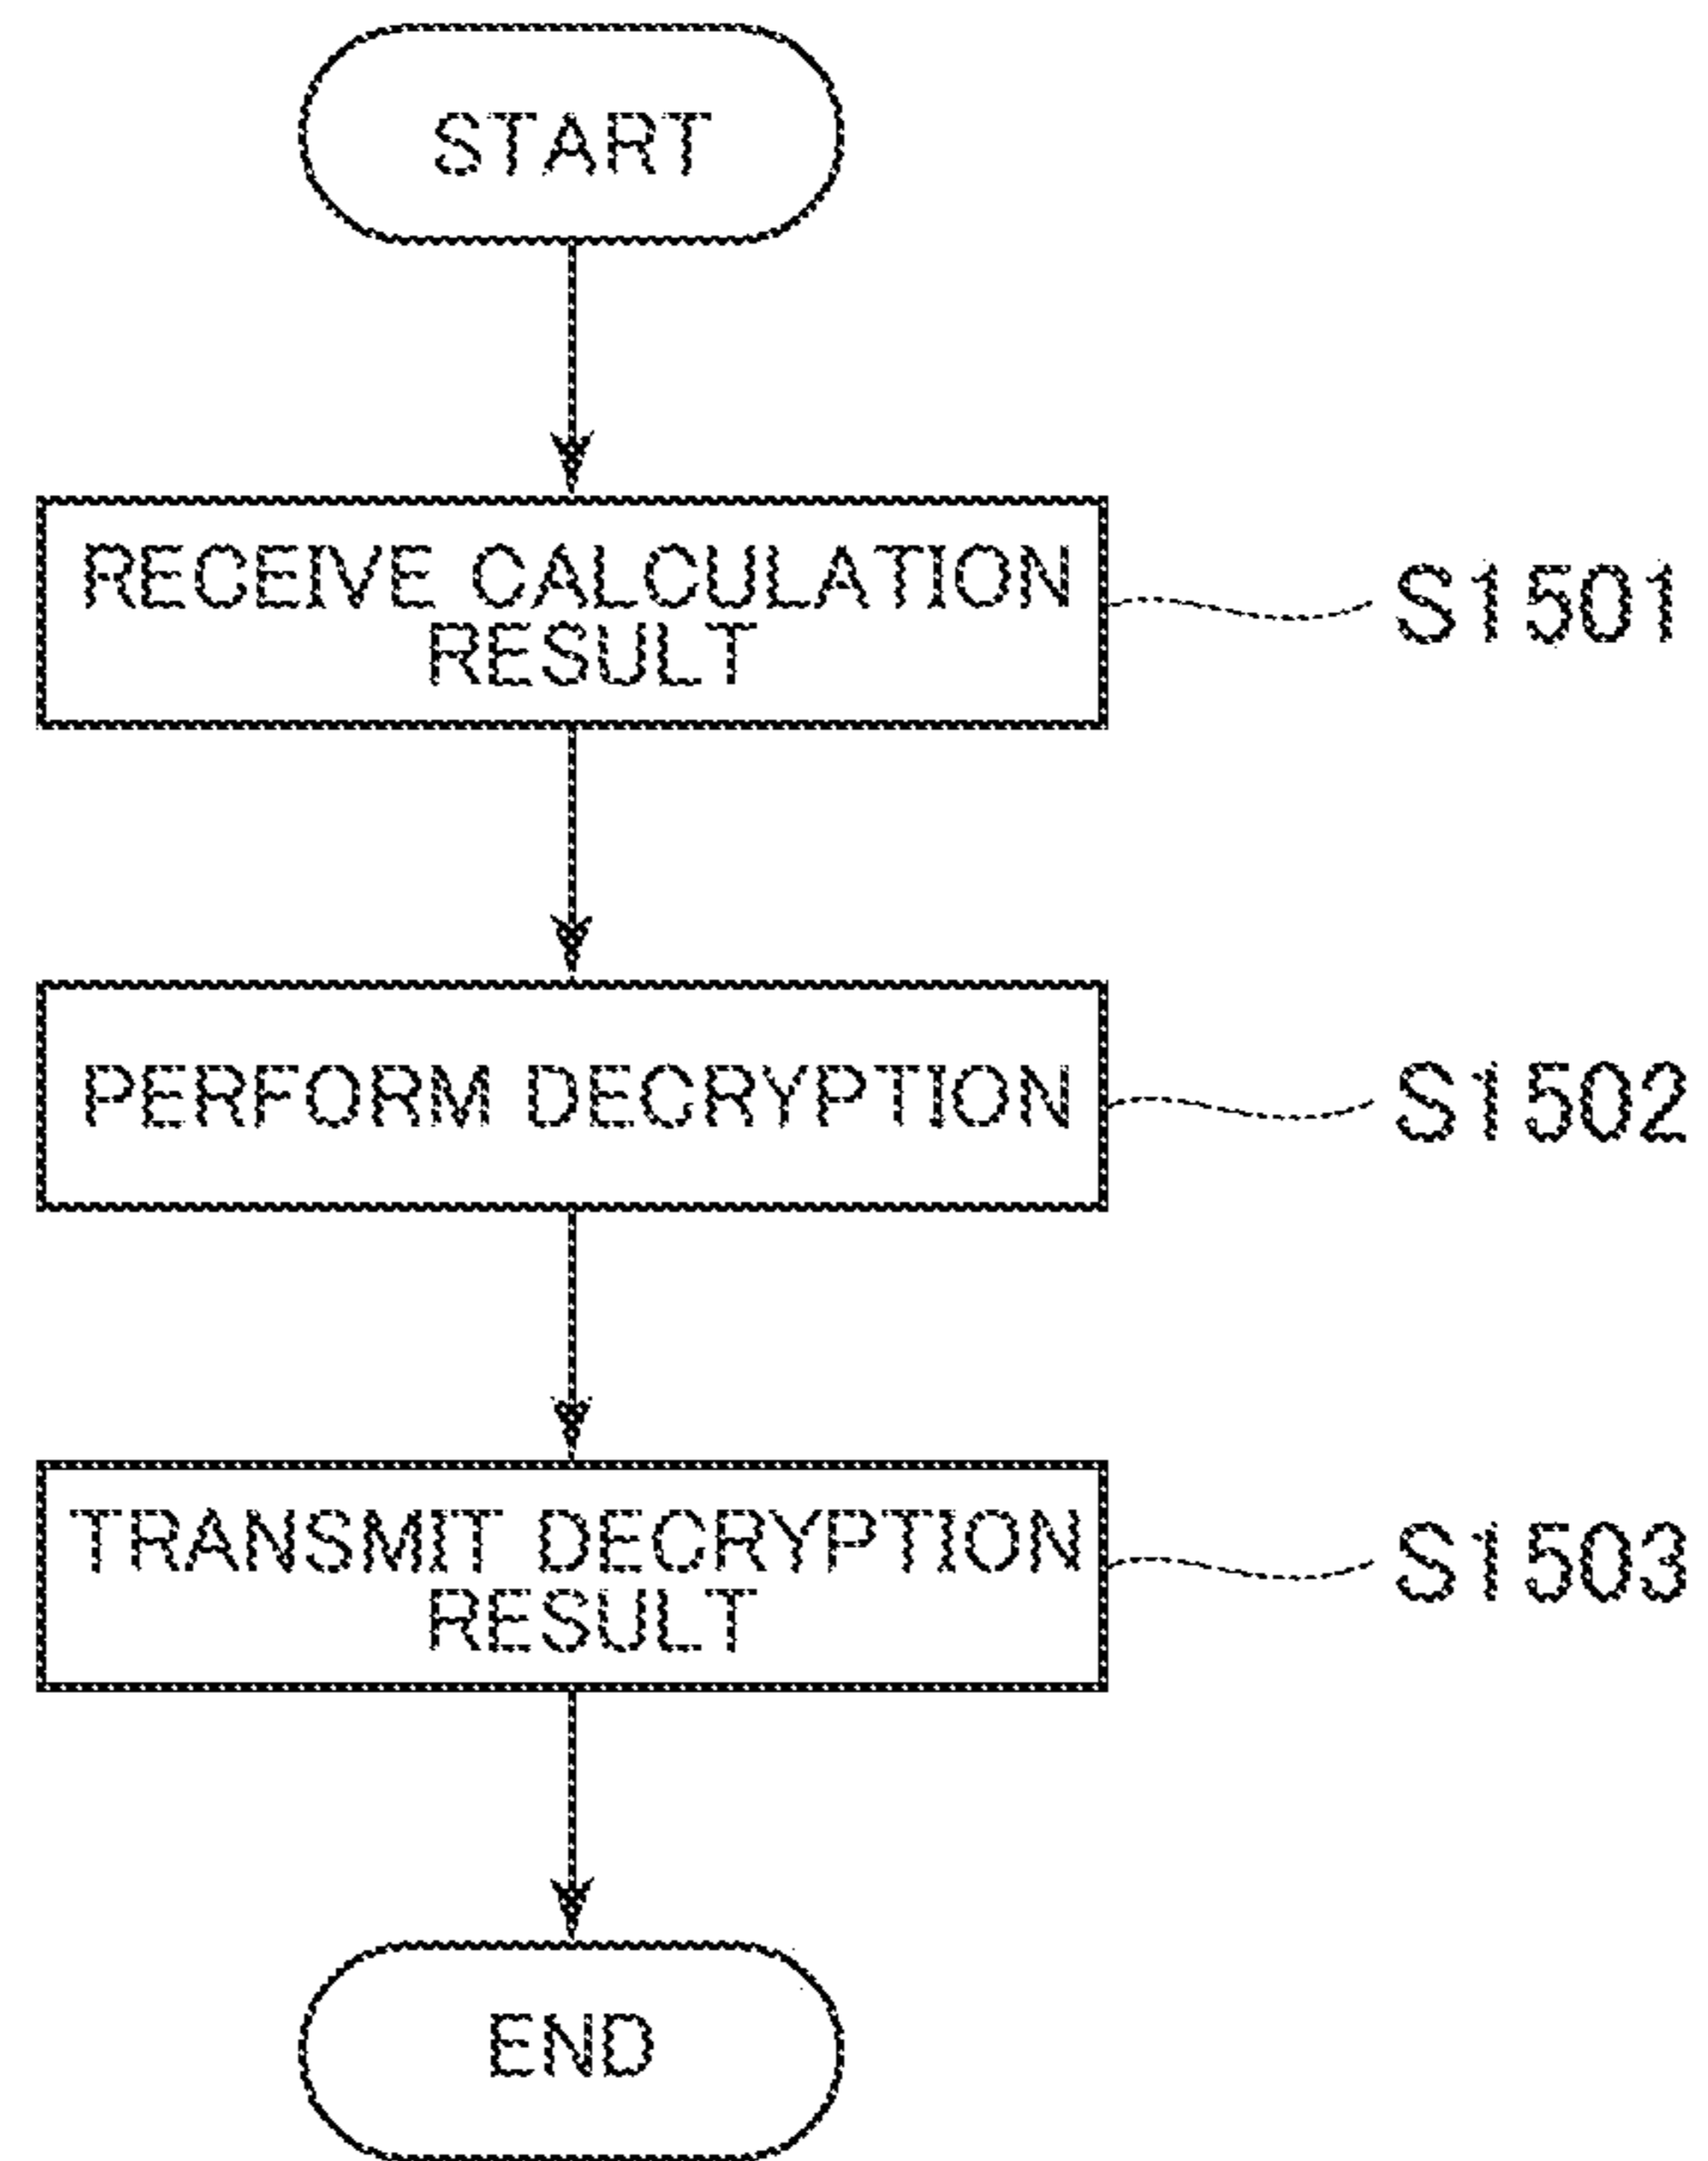 START
RECEIVE CALCULATION
RESULT
S1501
PERFORM DECRYPTION
S1502
TRANSMIT DECRYPTION
RESULT
S1503
END